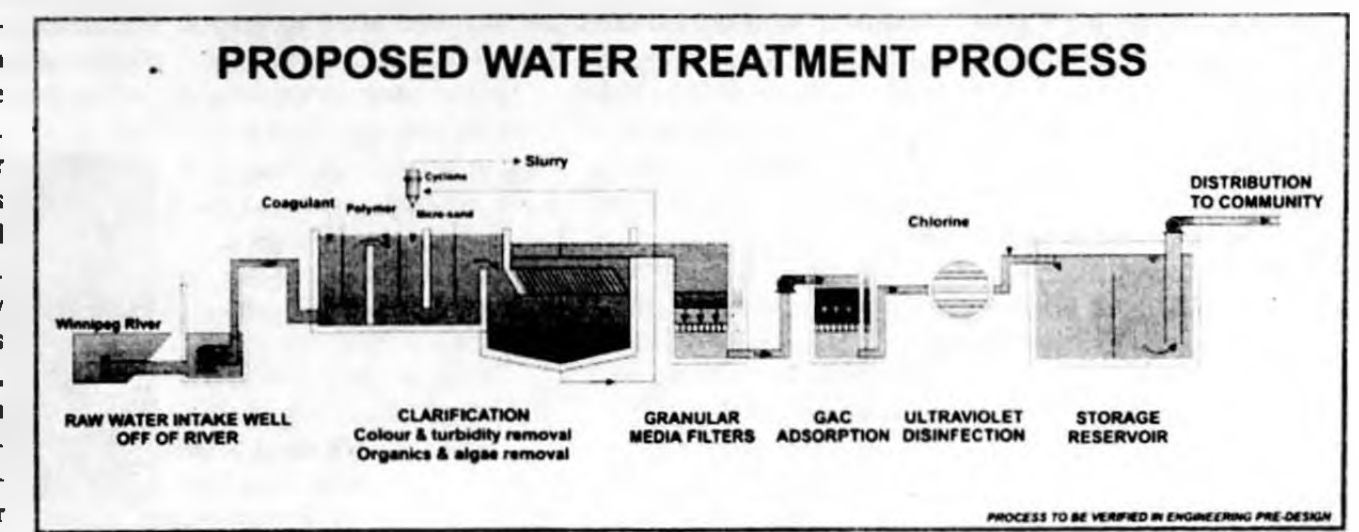 PROPOSED WATER TREATMENT PROCESS
Slurry
Cyclone
Coagulant
Polymer
Micro-sand
Chlorine
DISTRIBUTION
TO COMMUNITY
Winnipeg River
RAW WATER INTAKE WELL
OFF OF RIVER
CLARIFICATION
Colour & turbidity removal
Organics & algae removal
GRANULAR
MEDIA FILTERS
GAC
ADSORPTION
ULTRAVIOLET
DISINFECTION
STORAGE
RESERVOIR
PROCESS TO BE VERIFIED IN ENGINEERING PRE-DESIGN